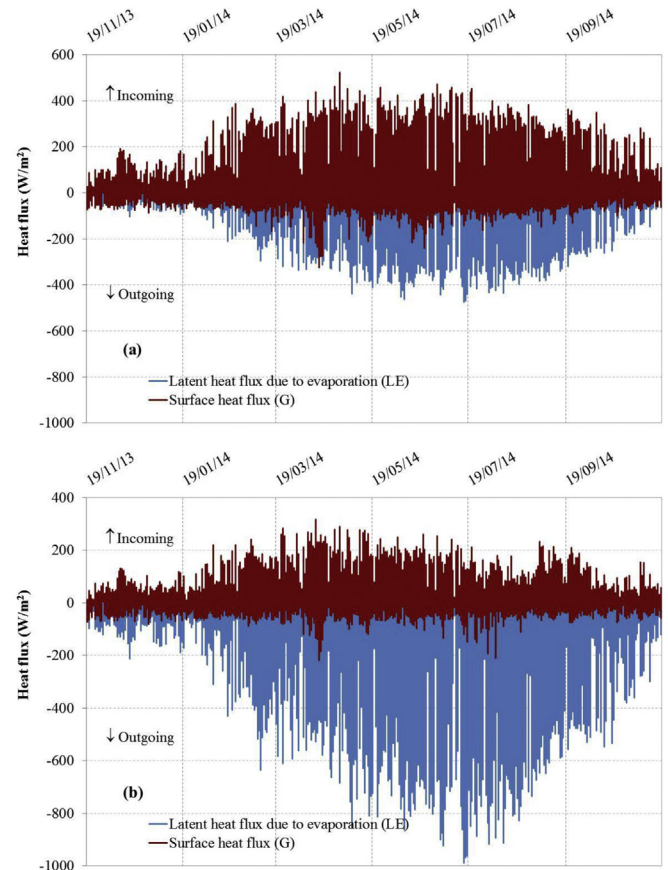 19/11/13 19/01/14 19/03/14 19/05/14 19/07/14 19/09/14
600
400
200
0
-200
-400
-600
-800
-1000
Heat flux (W/m²)
↑ Incoming
↓ Outgoing
(a)
Latent heat flux due to evaporation (LE)
Surface heat flux (G)
19/11/13 19/01/14 19/03/14 19/05/14 19/07/14 19/09/14
400
200
0
-200
-400
-600
-800
-1000
Heat flux (W/m²)
↑ Incoming
↓ Outgoing
(b)
Latent heat flux due to evaporation (LE)
Surface heat flux (G)